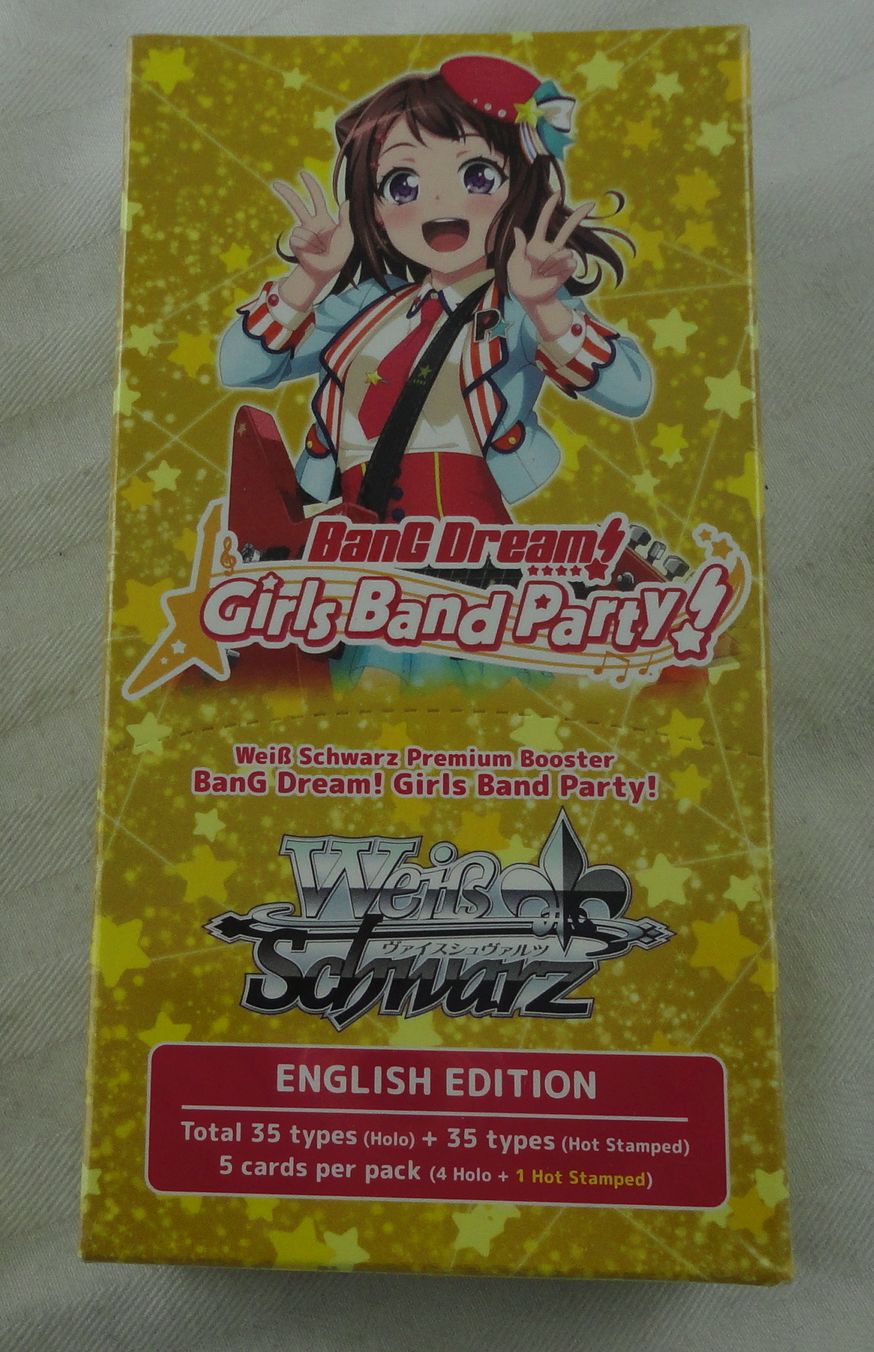 P
BanG Dream!
Girls Band Party!
Weiß Schwarz Premium Booster
BanG Dream! Girls Band Party!
Weiß
ヴァイスシュヴァルツ
Schwarz
ENGLISH EDITION
Total 35 types (Holo) + 35 types (Hot Stamped)
5 cards per pack (4 Holo + 1 Hot Stamped)